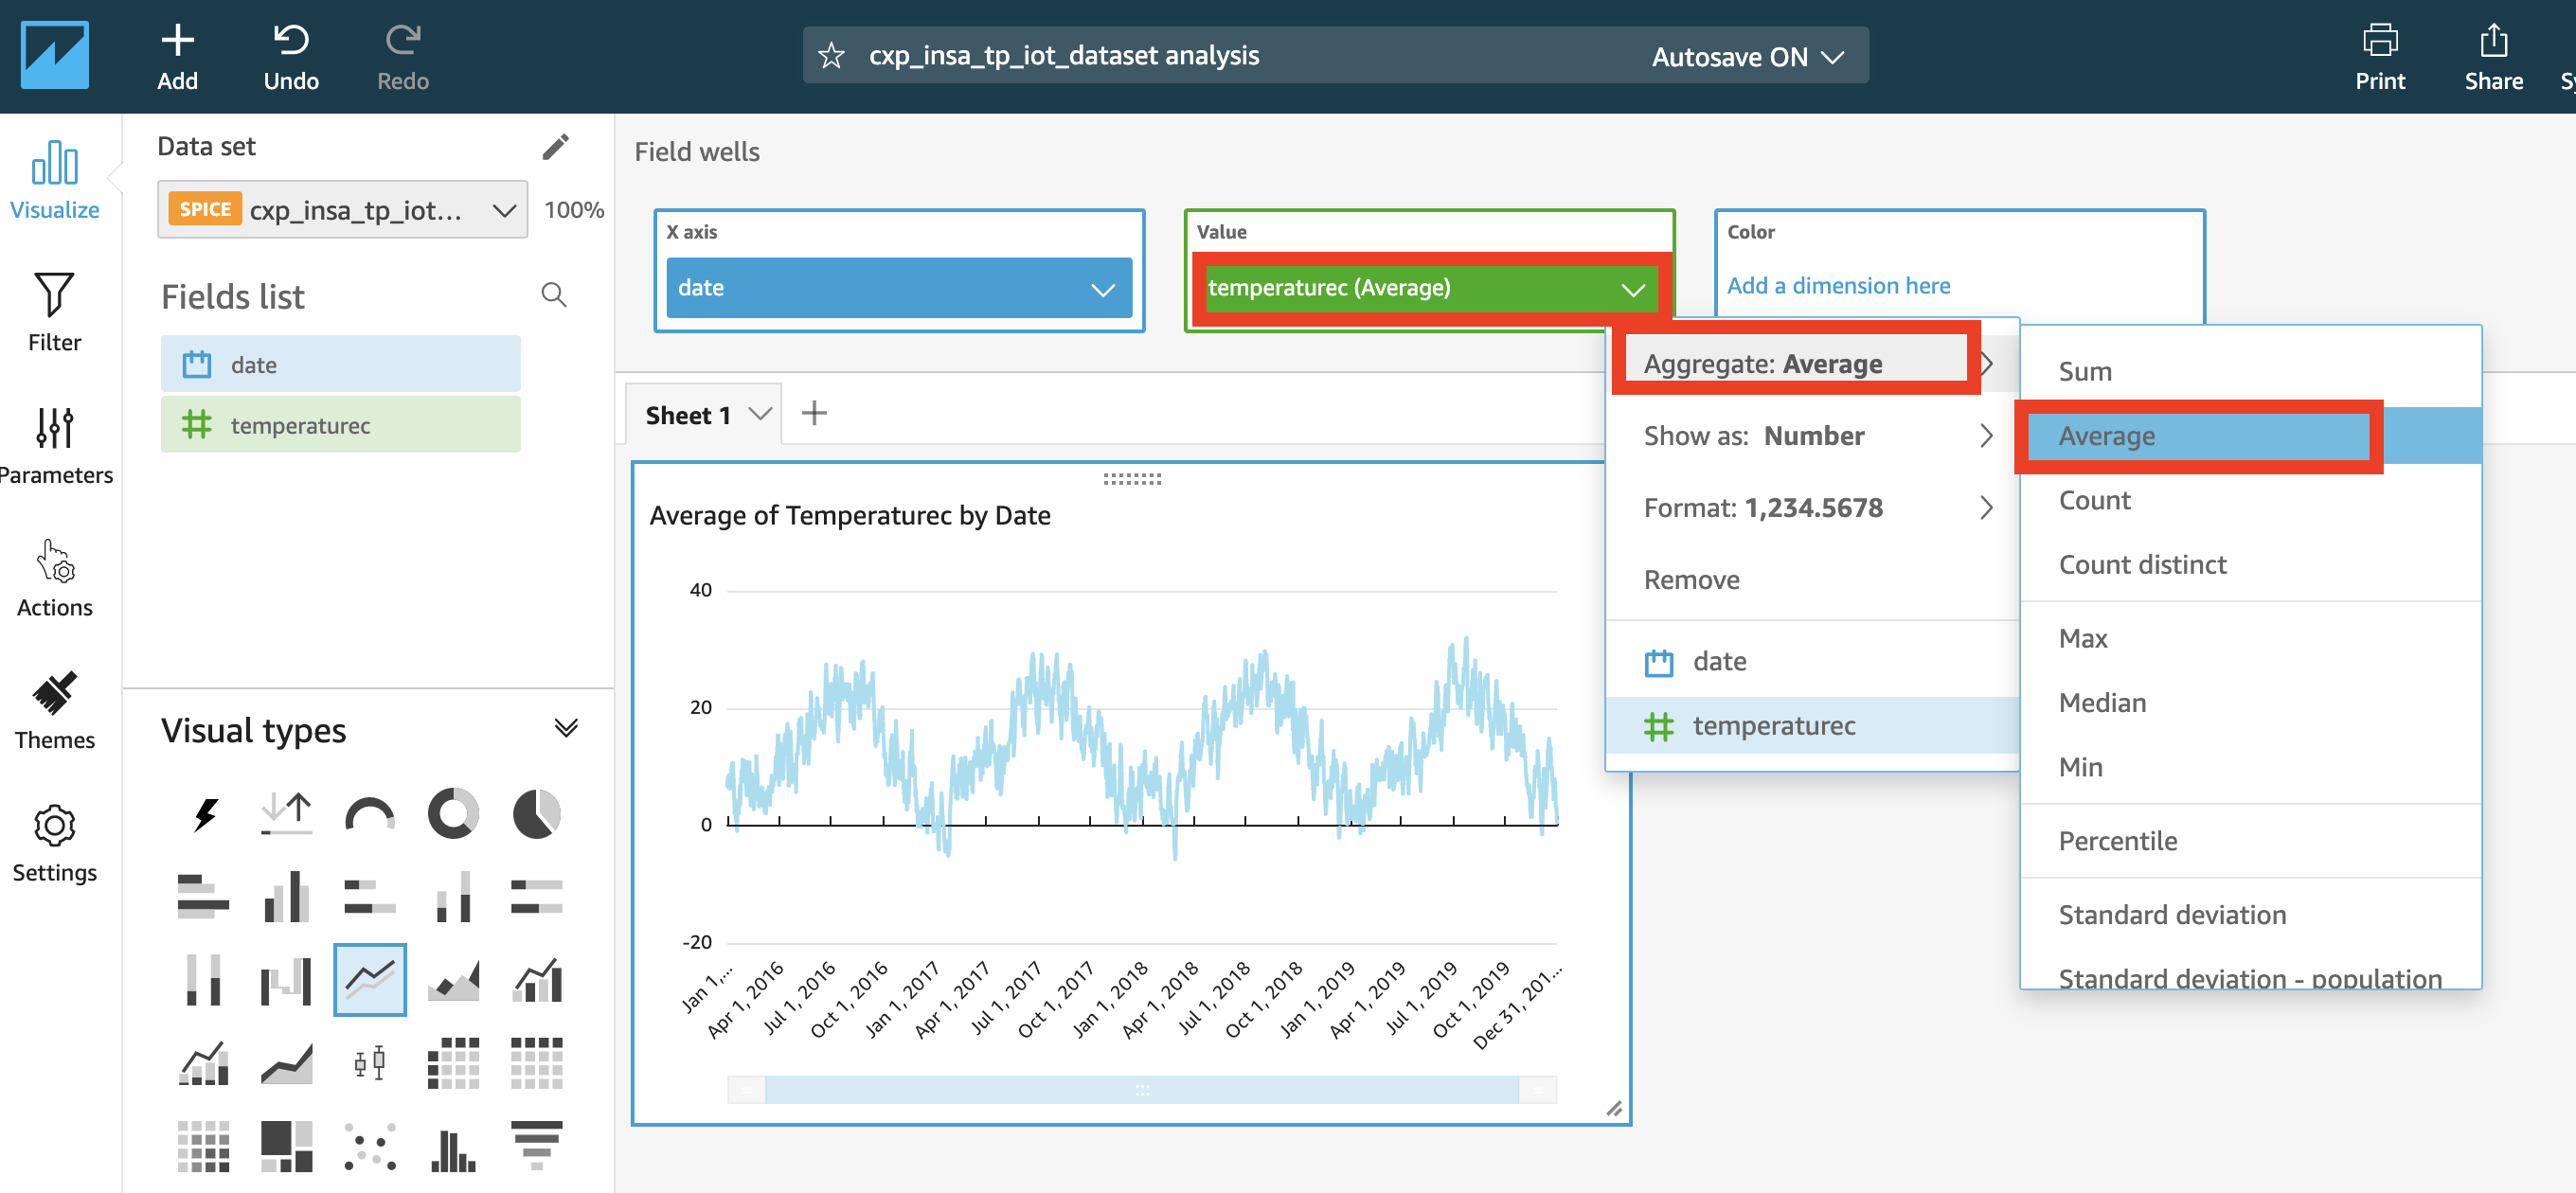 Add
Undo
Redo
cxp_insa_tp_iot_dataset analysis
Autosave ON
Print
Share
Sy
Visualize
Filter
Parameters
Actions
Themes
Settings
Data set
SPICE cxp_insa_tp_iot... 100%
Fields list
date
temperaturec
Visual types
Field wells
X axis
date
Value
temperaturec (Average)
Color
Add a dimension here
Sheet 1
Average of Temperaturec by Date
40
20
0
-20
Jan 1,...
Apr 1, 2016
Jul 1, 2016
Oct 1, 2016
Jan 1, 2017
Apr 1, 2017
Jul 1, 2017
Oct 1, 2017
Jan 1, 2018
Apr 1, 2018
Jul 1, 2018
Oct 1, 2018
Jan 1, 2019
Apr 1, 2019
Jul 1, 2019
Oct 1, 2019
Dec 31, 201...
Aggregate: Average
Show as: Number
Format: 1,234.5678
Remove
date
temperaturec
Sum
Average
Count
Count distinct
Max
Median
Min
Percentile
Standard deviation
Standard deviation - population